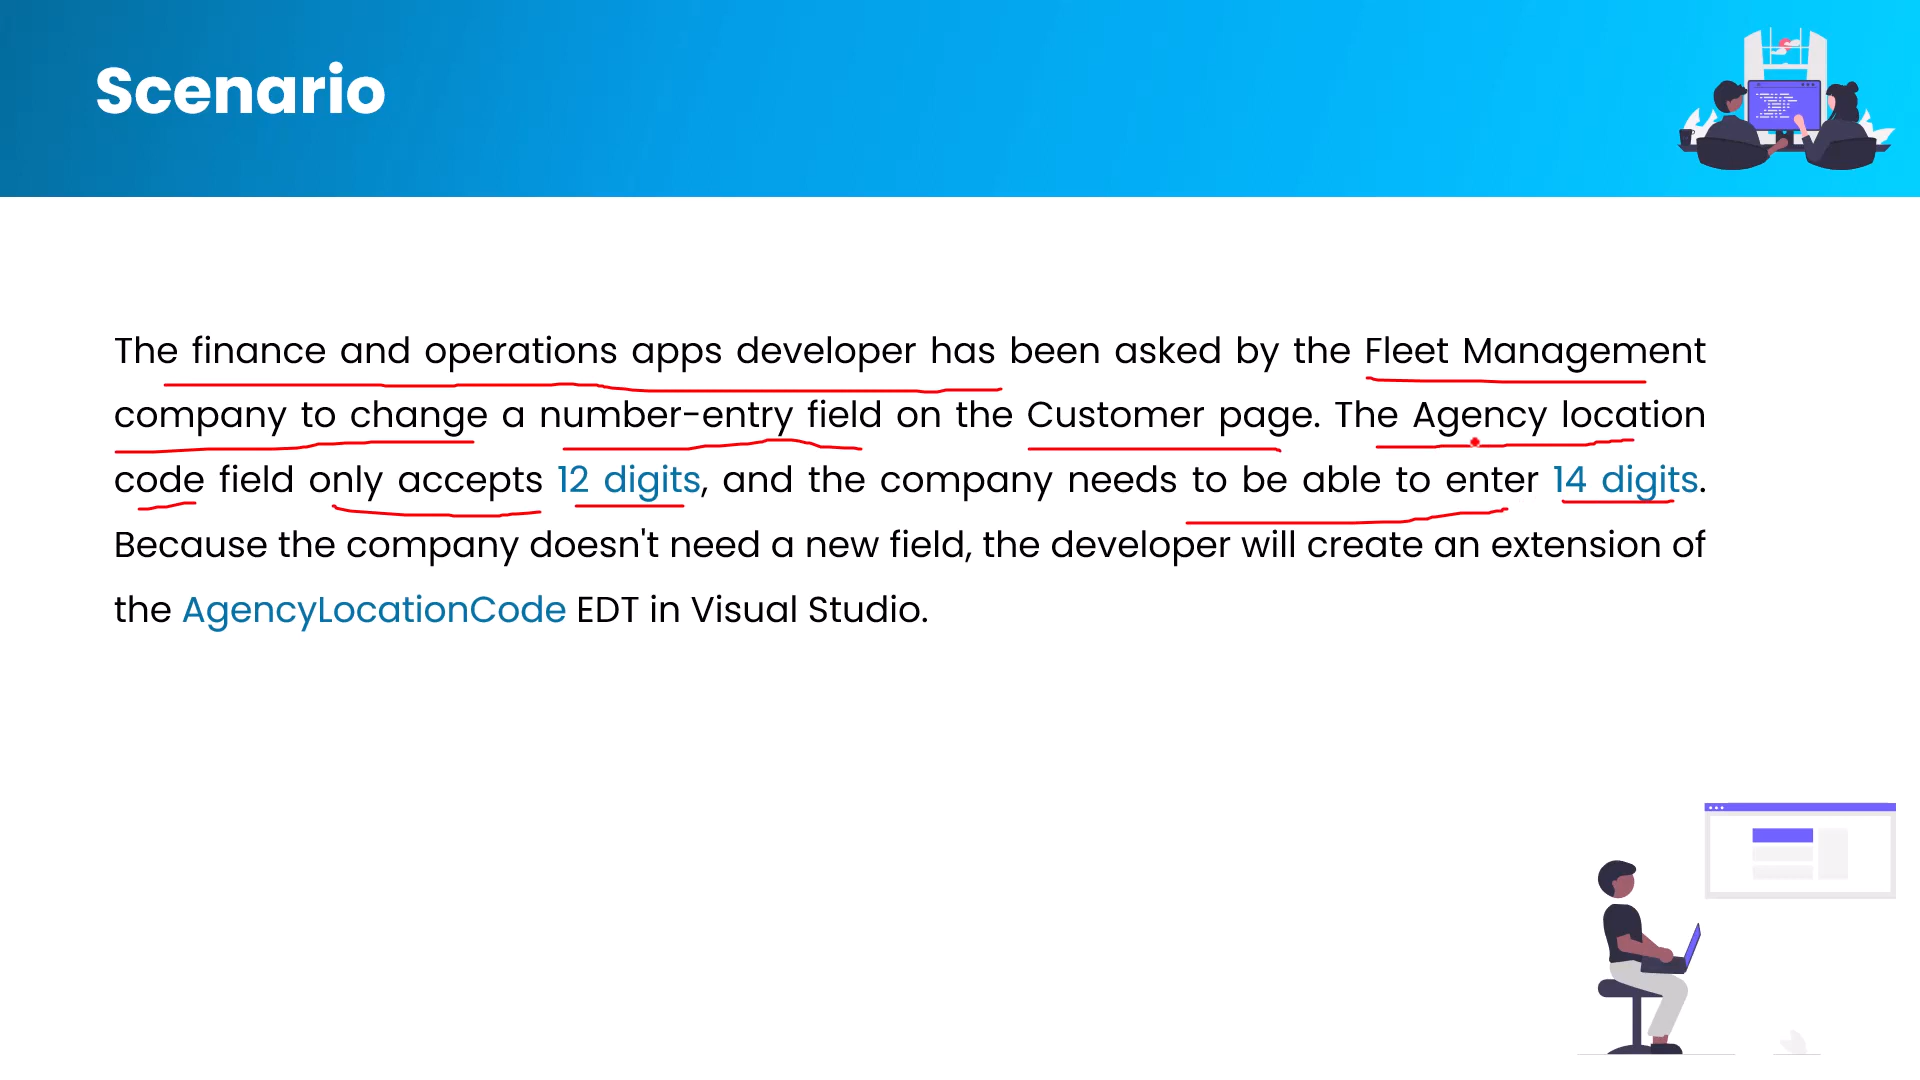 Scenario
The finance and operations apps developer has been asked by the Fleet Management
company to change a number-entry field on the Customer page. The Agency location
code field only accepts 12 digits, and the company needs to be able to enter 14 digits.
Because the company doesn't need a new field, the developer will create an extension of
the AgencyLocationCode EDT in Visual Studio.